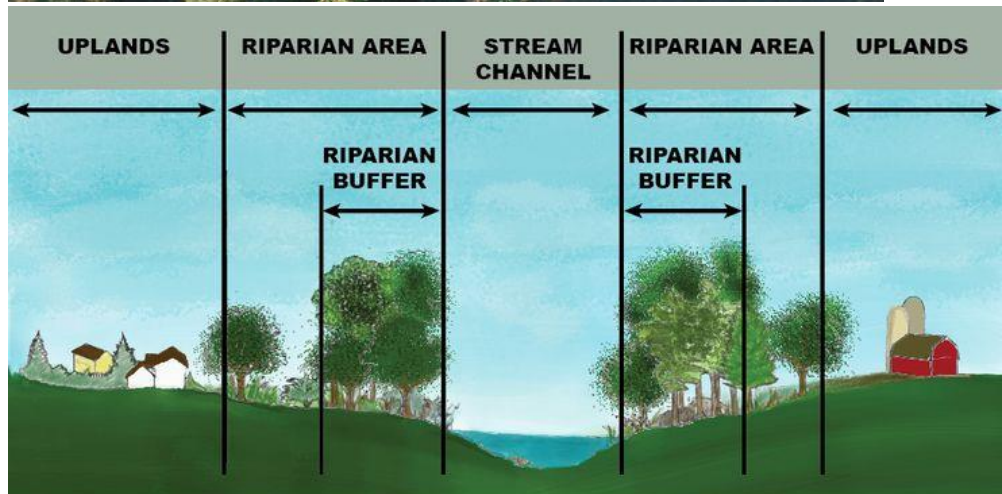 UPLANDS
RIPARIAN AREA
STREAM
CHANNEL
RIPARIAN AREA
UPLANDS
RIPARIAN
BUFFER
RIPARIAN
BUFFER